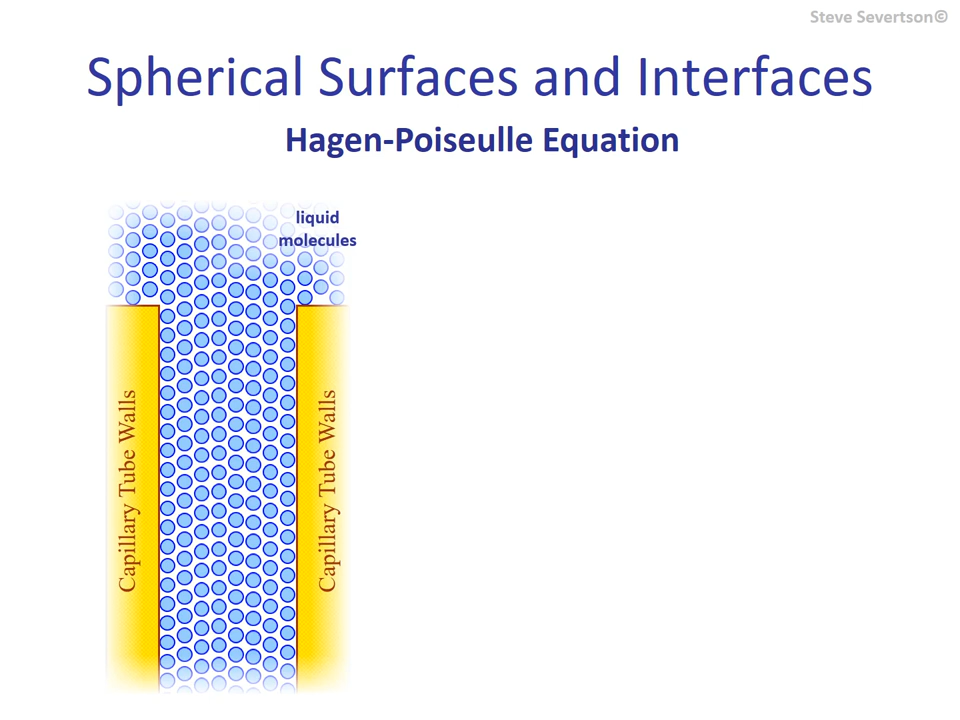 Steve Severtson©
Spherical Surfaces and Interfaces
Hagen-Poiseulle Equation
liquid
molecules
Capillary Tube Walls
Capillary Tube Walls